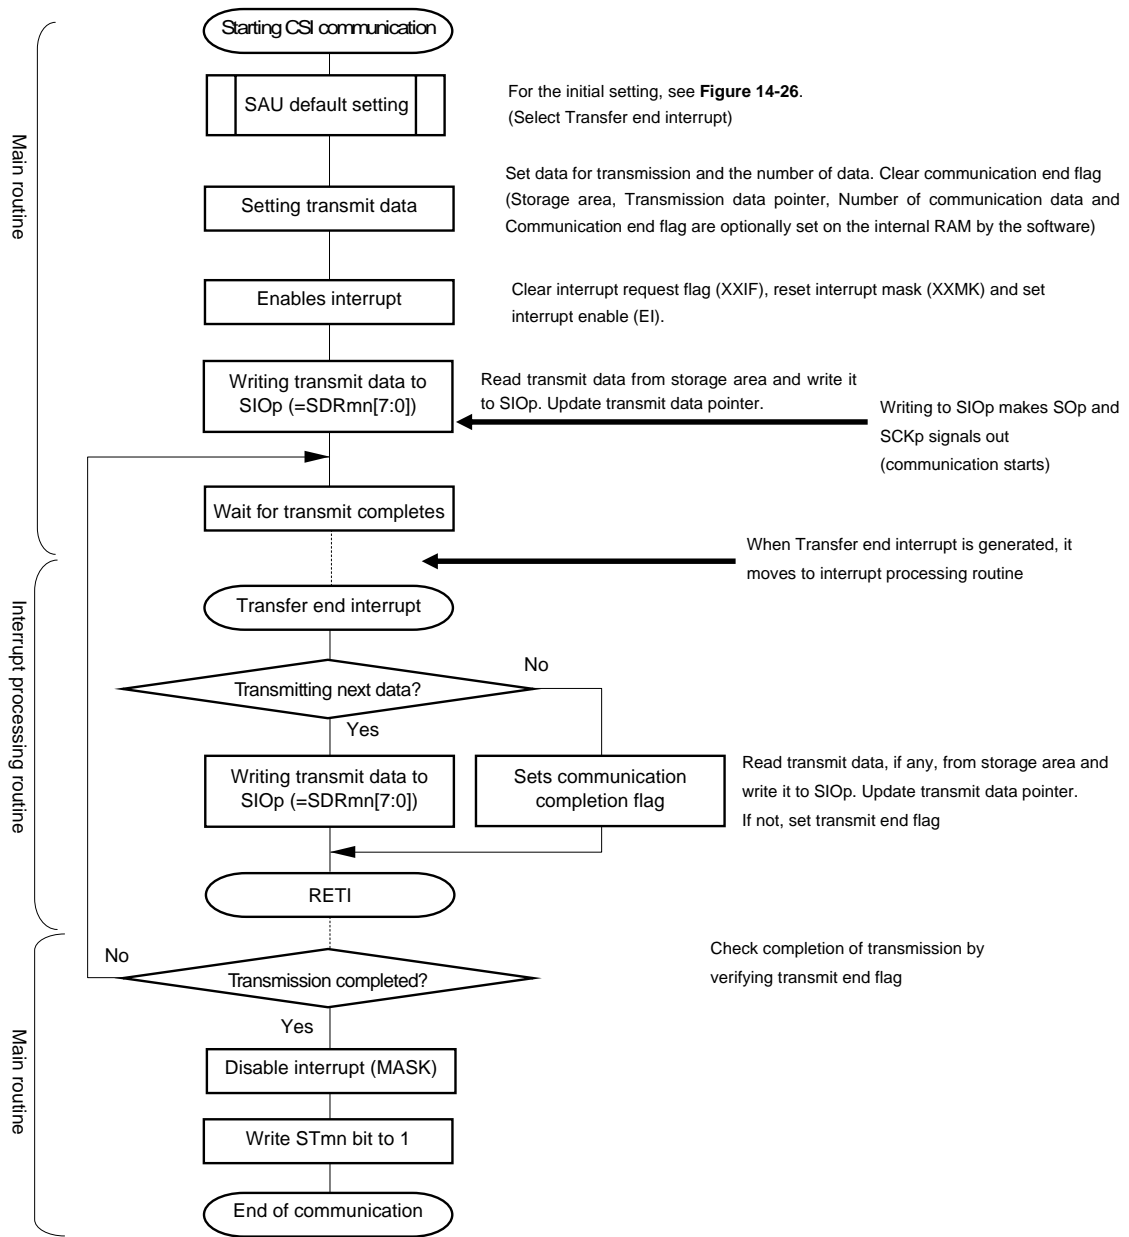 Starting CSI communication
SAU default setting
For the initial setting, see Figure 14-26.
(Select Transfer end interrupt)
Main routine
Setting transmit data
Set data for transmission and the number of data. Clear communication end flag
(Storage area, Transmission data pointer, Number of communication data and
Communication end flag are optionally set on the internal RAM by the software)
Enables interrupt
Clear interrupt request flag (XXIF), reset interrupt mask (XXMK) and set
interrupt enable (EI).
Writing transmit data to
SIOp (=SDRmn[7:0])
Read transmit data from storage area and write it
to SIOp. Update transmit data pointer.
Writing to SIOp makes SOp and
SCKp signals out
(communication starts)
Wait for transmit completes
When Transfer end interrupt is generated, it
moves to interrupt processing routine
Interrupt processing routine
Transfer end interrupt
Transmitting next data?
No
Yes
Writing transmit data to
SIOp (=SDRmn[7:0])
Sets communication
completion flag
Read transmit data, if any, from storage area and
write it to SIOp. Update transmit data pointer.
If not, set transmit end flag
RETI
No
Transmission completed?
Check completion of transmission by
verifying transmit end flag
Yes
Main routine
Disable interrupt (MASK)
Write STmn bit to 1
End of communication